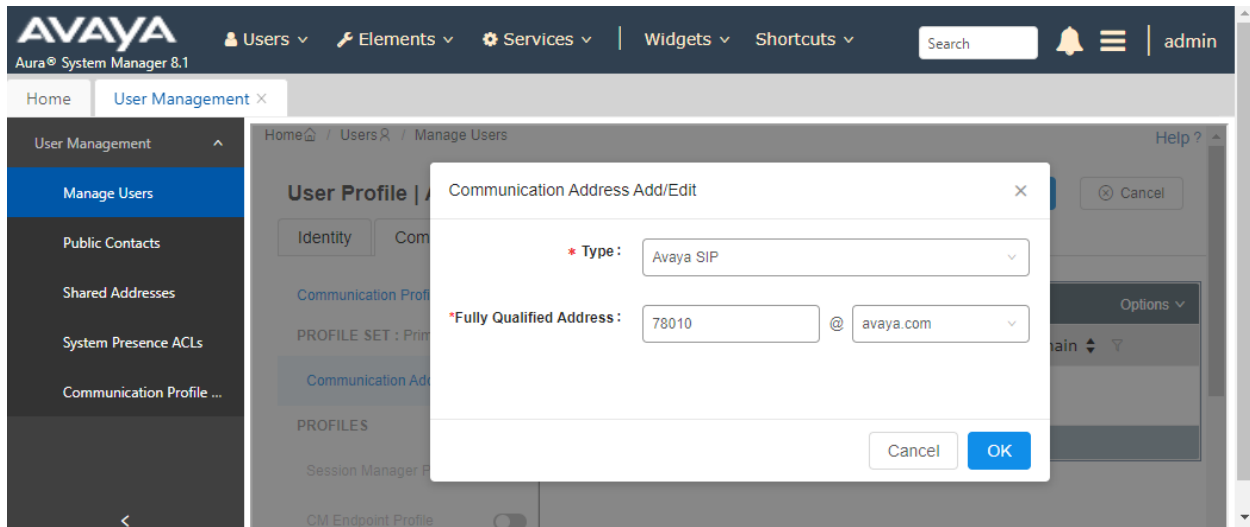 AVAYA
Aura® System Manager 8.1
Users Elements Services | Widgets Shortcuts Search | admin
Home User Management ×
User Management
Manage Users
Public Contacts
Shared Addresses
System Presence ACLs
Communication Profile ...
Home / Users / Manage Users Help ?
User Profile | Cancel
Identity Com
Communication Profi
PROFILE SET : Prim
Communication Add
PROFILES
Session Manager P
CM Endpoint Profile
Options
main
Communication Address Add/Edit ×
* Type : Avaya SIP
*Fully Qualified Address : 78010 @ avaya.com
Cancel OK